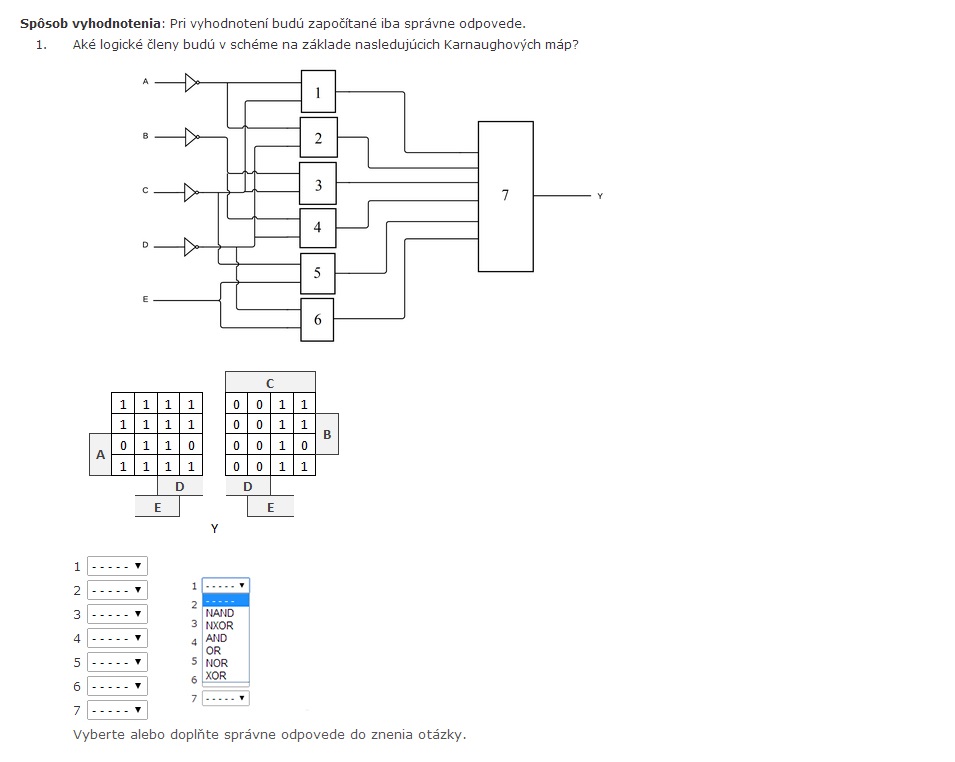 Spôsob vyhodnotenia: Pri vyhodnotení budú započítané iba správne odpovede.
1. Aké logické členy budú v schéme na základe nasledujúcich Karnaughových máp?
A
1
2
B
3
C
7
Y
4
D
5
E
6
C
1 1 1 1 0 0 1 1
1 1 1 1 0 0 1 1
B
A
0 1 1 0 0 0 1 0
1 1 1 1 0 0 1 1
D D
E E
Y
1 - - - - - ▼
2 - - - - - ▼
3 - - - - - ▼
4 - - - - - ▼
5 - - - - - ▼
6 - - - - - ▼
7 - - - - - ▼
1 - - - - - ▼
2 - - - - -
NAND
3 NXOR
4 AND
OR
5 NOR
6 XOR
7 - - - - - ▼
Vyberte alebo doplňte správne odpovede do znenia otázky.